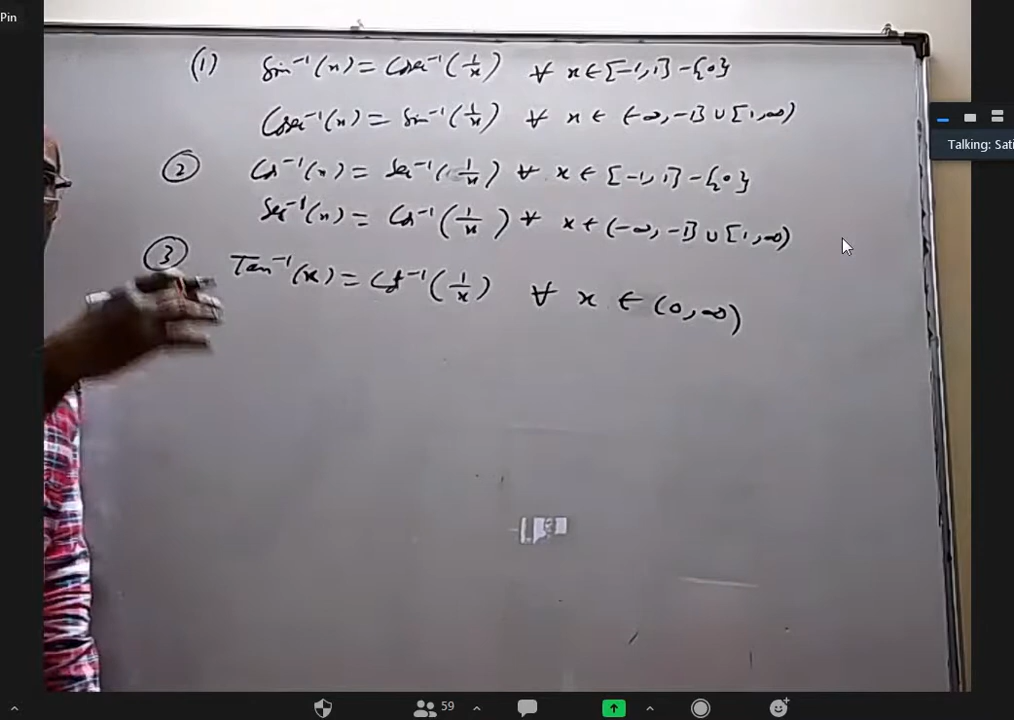 Pin
(1) Sin⁻¹(x) = Cosec⁻¹(1/x) ∀ x ∈ [-1, 1] - {0}
Cosec⁻¹(x) = Sin⁻¹(1/x) ∀ x ∈ (-∞, -1] ∪ [1, ∞)
Talking: Sati
② Cos⁻¹(x) = Sec⁻¹(1/x) ∀ x ∈ [-1, 1] - {0}
Sec⁻¹(x) = Cos⁻¹(1/x) ∀ x ∈ (-∞, -1] ∪ [1, ∞)
③ Tan⁻¹(x) = Cot⁻¹(1/x) ∀ x ∈ (0, ∞)
59